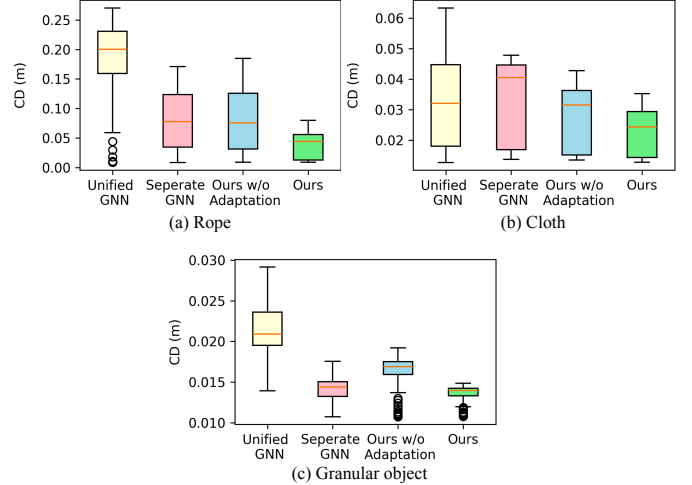 0.25
0.20
0.15
0.10
0.05
0.00
CD (m)
Unified GNN
Seperate GNN
Ours w/o Adaptation
Ours
(a) Rope
0.06
0.05
0.04
0.03
0.02
CD (m)
Unified GNN
Seperate GNN
Ours w/o Adaptation
Ours
(b) Cloth
0.030
0.025
0.020
0.015
0.010
CD (m)
Unified GNN
Seperate GNN
Ours w/o Adaptation
Ours
(c) Granular object